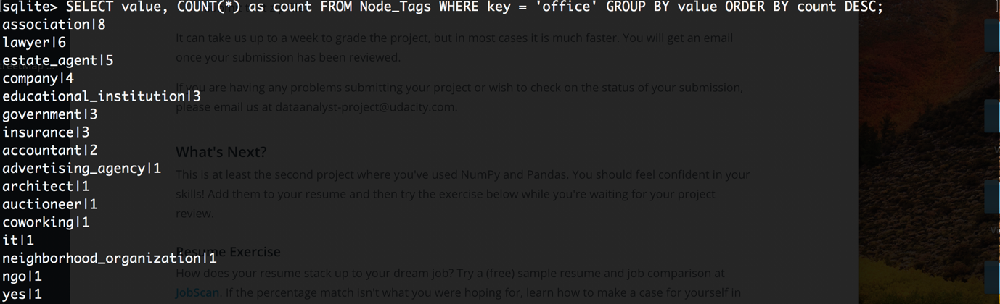 sqlite> SELECT value, COUNT(*) as count FROM Node_Tags WHERE key = 'office' GROUP BY value ORDER BY count DESC;
association|8
lawyer|6
estate_agent|5
company|4
educational_institution|3
government|3
insurance|3
accountant|2
advertising_agency|1
architect|1
auctioneer|1
coworking|1
it|1
neighborhood_organization|1
ngo|1
yes|1
It can take us up to a week to grade the project, but in most cases it is much faster. You will get an email
once your submission has been reviewed.
If you are having any problems submitting your project or wish to check on the status of your submission,
please email us at dataanalyst-project@udacity.com.
What's Next?
This is at least the second project where you've used NumPy and Pandas. You should feel confident in your
skills! Add them to your resume and then try the exercise below while you're waiting for your project
review.
Resume Exercise
How does your resume stack up to your dream job? Try a (free) sample resume and job comparison at
JobScan. If the percentage match isn't what you were hoping for, learn how to make a case for yourself in